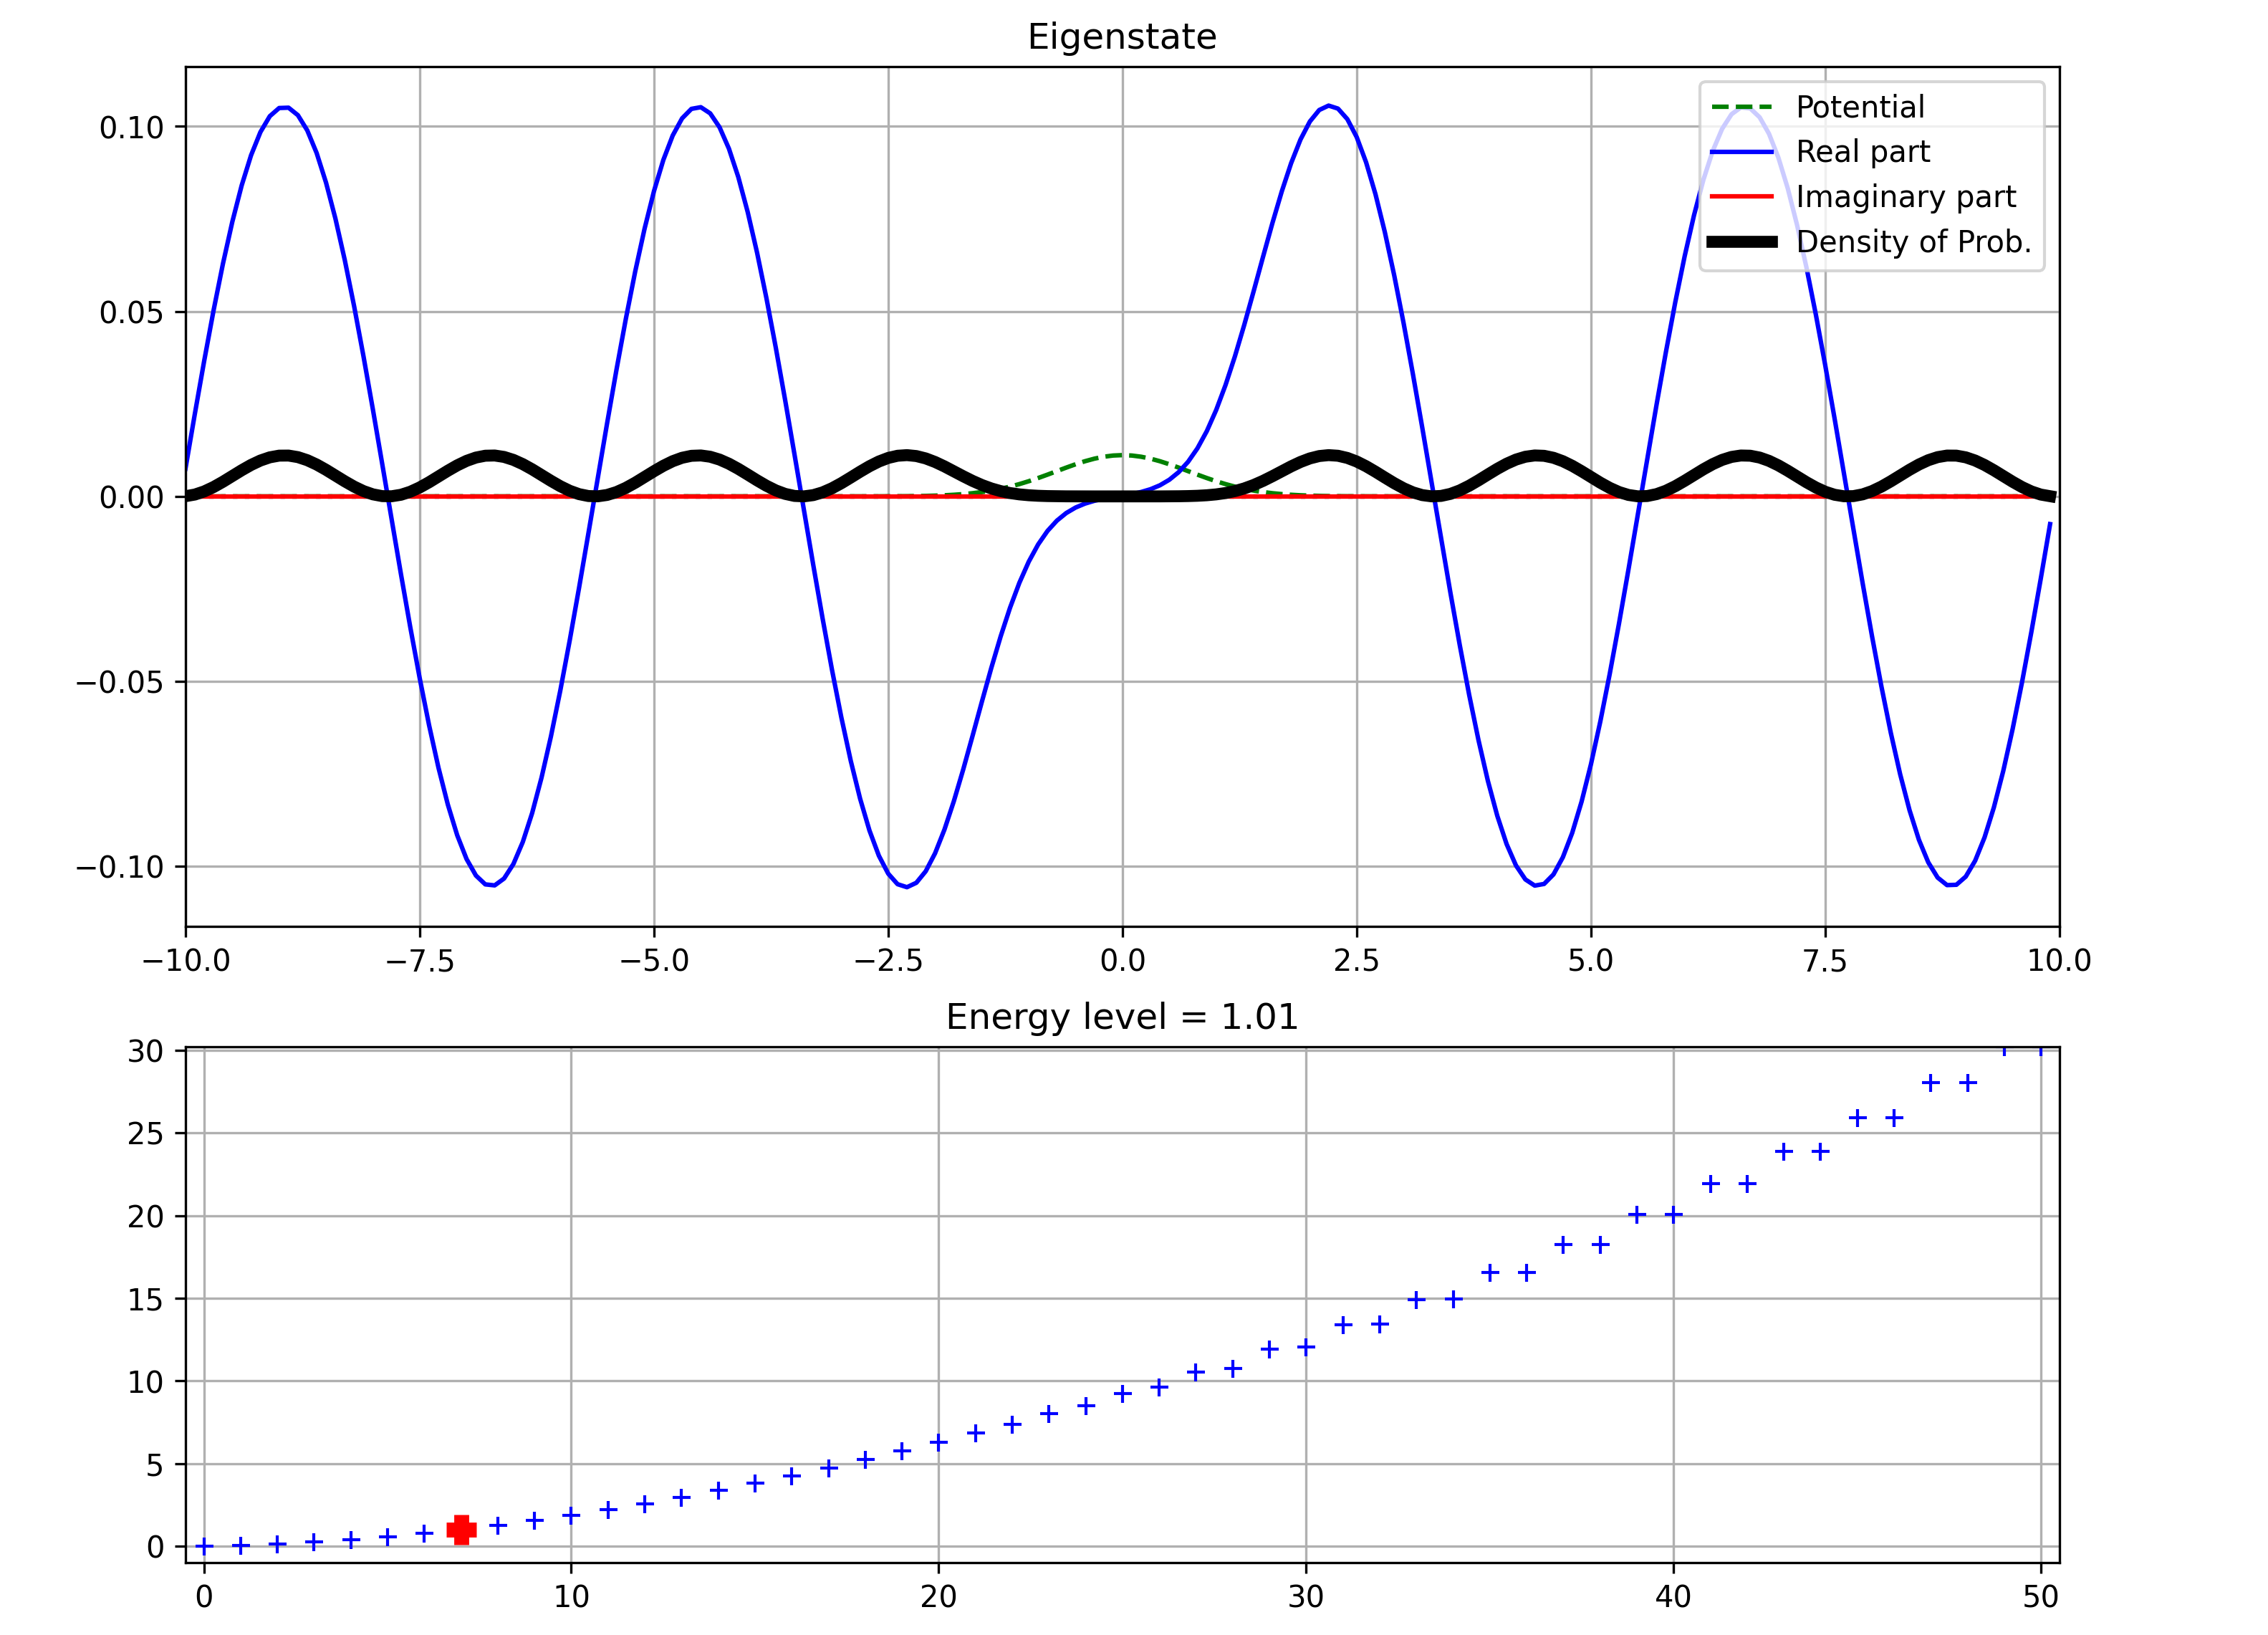 Eigenstate
Potential
Real part
Imaginary part
Density of Prob.
0.10
0.05
0.00
−0.05
−0.10
−10.0 −7.5 −5.0 −2.5 0.0 2.5 5.0 7.5 10.0
Energy level = 1.01
30
25
20
15
10
5
0
0 10 20 30 40 50